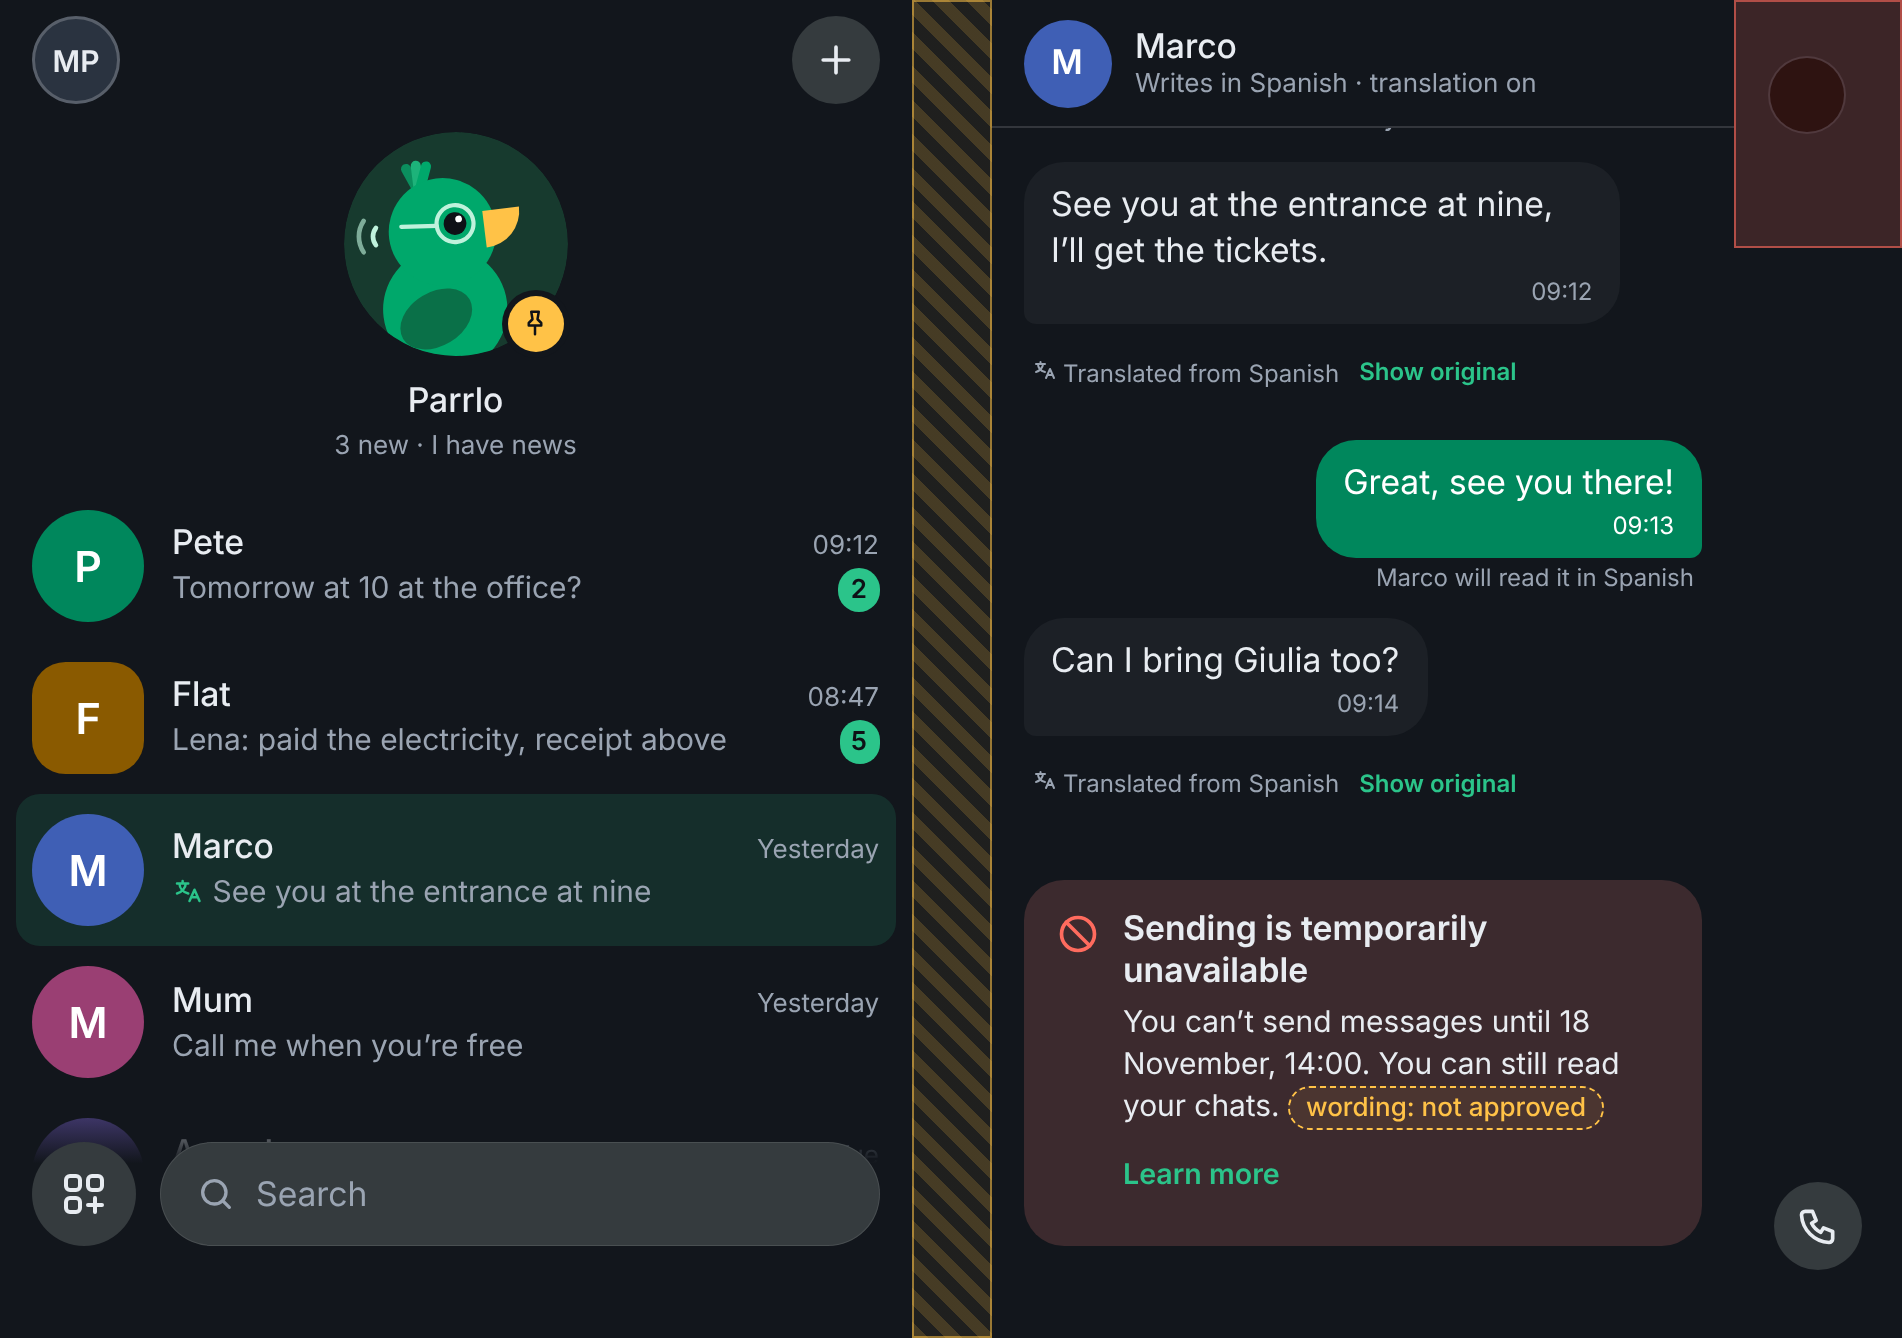 MP
Parrlo
3 new · I have news
P
Pete
09:12
Tomorrow at 10 at the office?
2
F
Flat
08:47
Lena: paid the electricity, receipt above
5
M
Marco
Yesterday
See you at the entrance at nine
M
Mum
Yesterday
Call me when you’re free
Search
M
Marco
Writes in Spanish · translation on
See you at the entrance at nine,
I’ll get the tickets.
09:12
Translated from Spanish Show original
Great, see you there!
09:13
Marco will read it in Spanish
Can I bring Giulia too?
09:14
Translated from Spanish Show original
Sending is temporarily
unavailable
You can’t send messages until 18
November, 14:00. You can still read
your chats. wording: not approved
Learn more